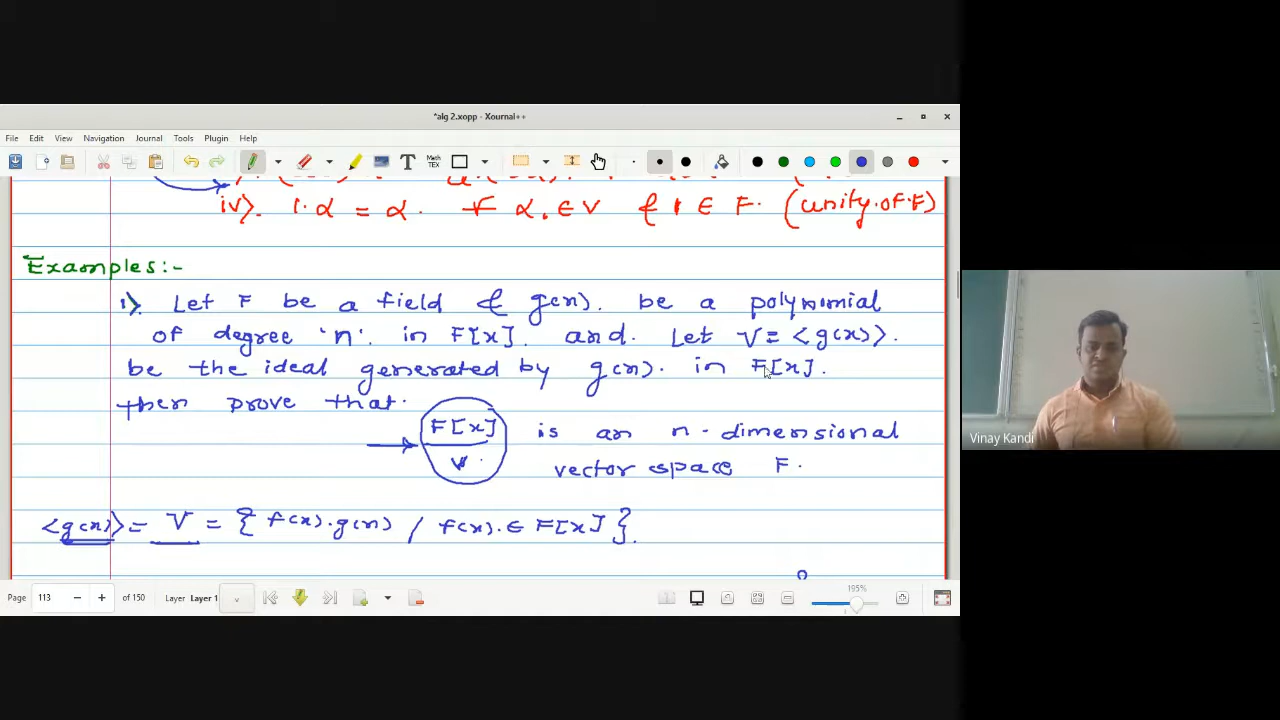 *alg 2.xopp - Xournal++
File Edit View Navigation Journal Tools Plugin Help
iv). 1.α = α. ∀ α. ∈ V & 1 ∈ F. (unity.of.F)
Examples:-
1). Let F be a field & g(x). be a polynomial
of degree 'n'. in F[x]. and. Let V = <g(x)>.
be the ideal generated by g(x). in F[x].
then prove that.
F[x]
V
is an n-dimensional
vector space F.
<g(x)> = V = { f(x).g(x) / f(x).∈ F[x] }.
Page 113 of 150 Layer Layer 1 195%
Vinay Kandi